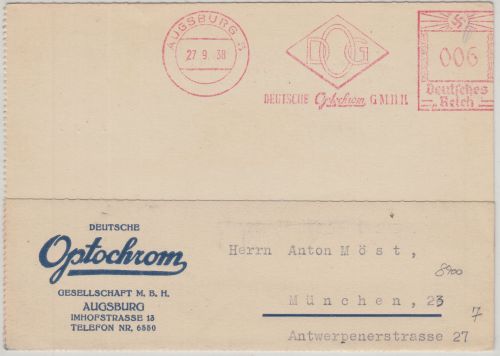 AUGSBURG 5
27.9.38
DOG
DEUTSCHE Optochrom G.M.B.H.
006
Deutsches
Reich
DEUTSCHE
Optochrom
GESELLSCHAFT M. B. H.
AUGSBURG
IMHOFSTRASSE 13
TELEFON NR. 6550
Herrn Anton Möst,
8900
München, 23
7
Antwerpenerstrasse 27